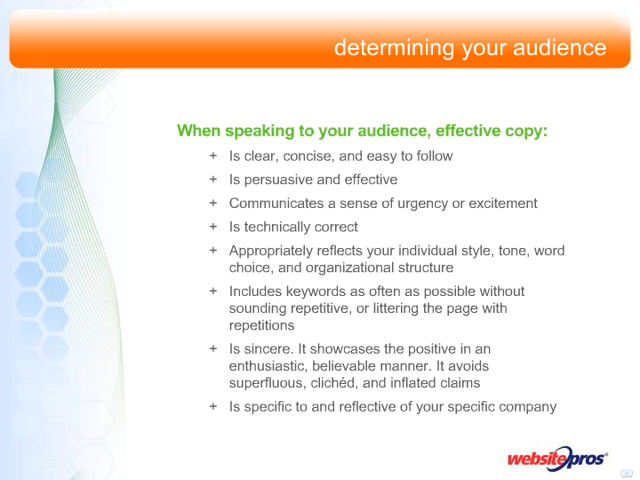 determining your audience
When speaking to your audience, effective copy:
+ Is clear, concise, and easy to follow
+ Is persuasive and effective
+ Communicates a sense of urgency or excitement
+ Is technically correct
+ Appropriately reflects your individual style, tone, word
choice, and organizational structure
+ Includes keywords as often as possible without
sounding repetitive, or littering the page with
repetitions
+ Is sincere. It showcases the positive in an
enthusiastic, believable manner. It avoids
superfluous, clichéd, and inflated claims
+ Is specific to and reflective of your specific company
websitepros®